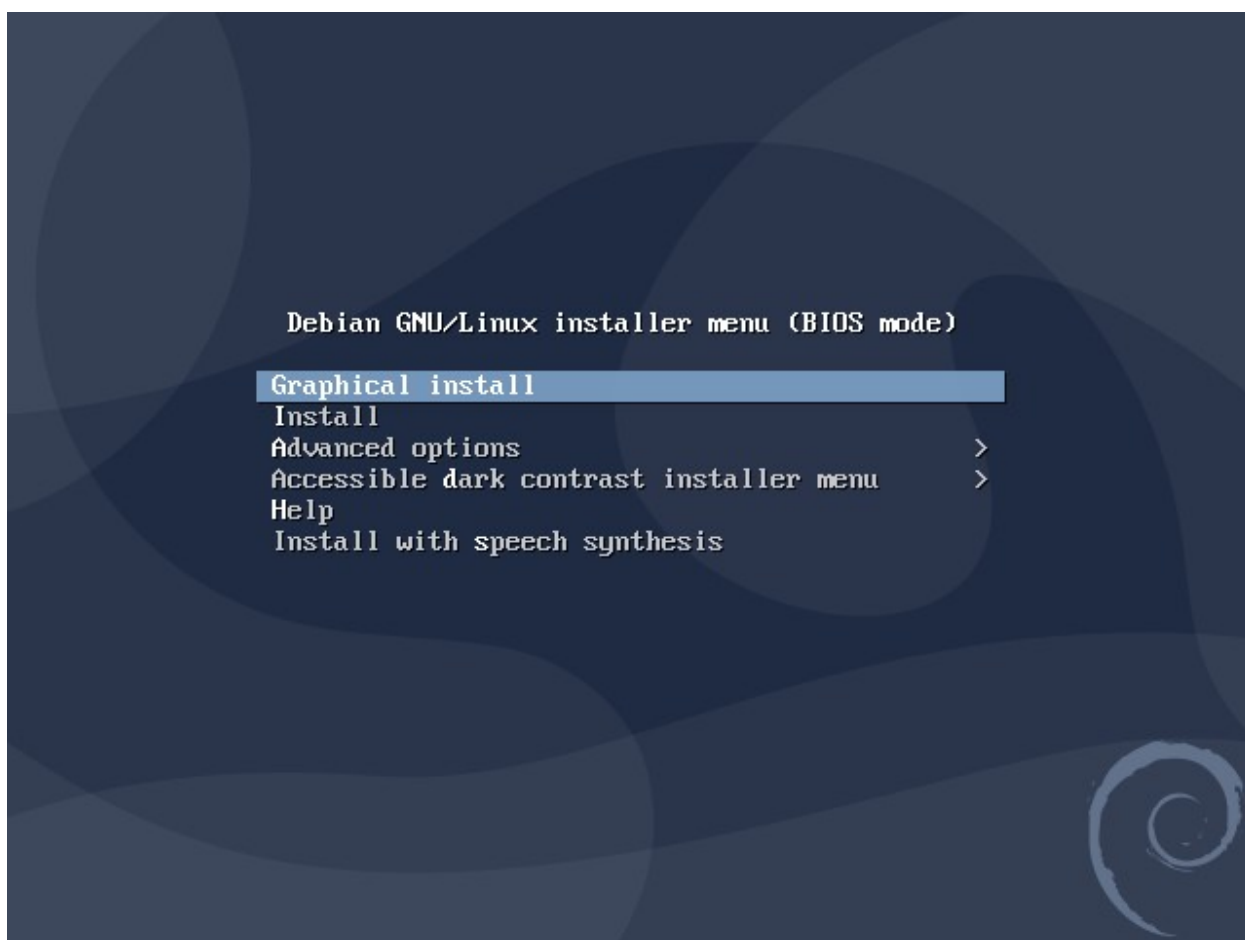 Debian GNU/Linux installer menu (BIOS mode)
Graphical install
Install
Advanced options >
Accessible dark contrast installer menu >
Help
Install with speech synthesis